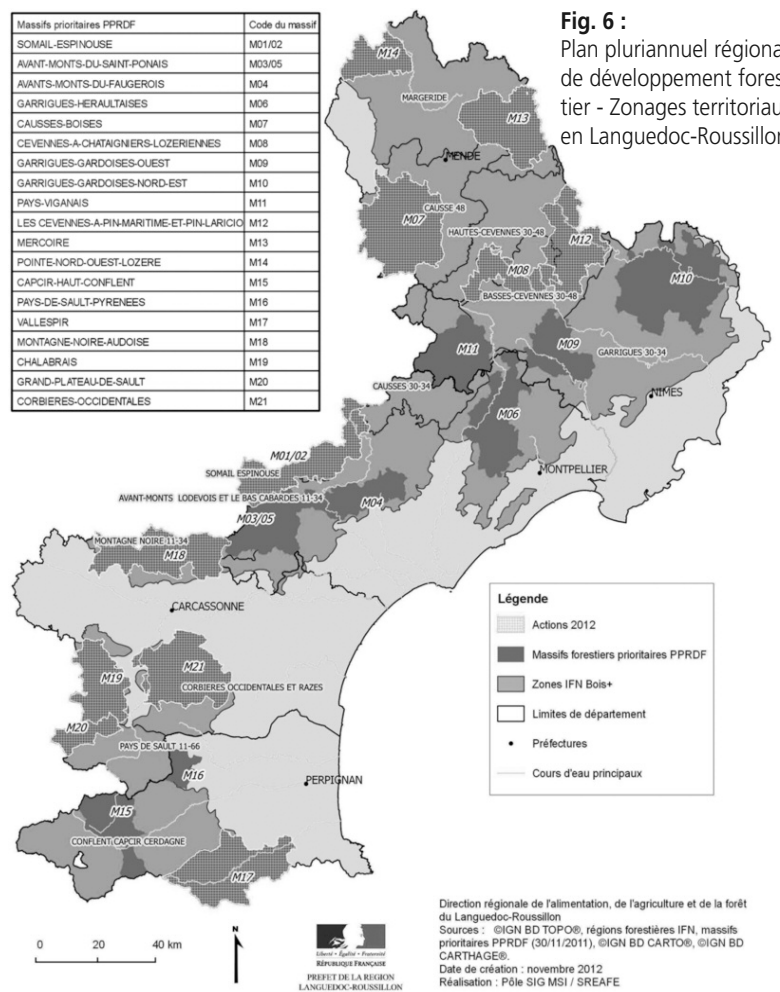 Fig. 6 :
Plan pluriannuel régiona
de développement fores
tier - Zonages territoriau
en Languedoc-Roussillon
Massifs prioritaires PPRDF Code du massif
SOMAIL-ESPINOUSE M01/02
AVANT-MONTS-DU-SAINT-PONAIS M03/05
AVANTS-MONTS-DU-FAUGEROIS M04
GARRIGUES-HERAULTAISES M06
CAUSSES-BOISES M07
CEVENNES-A-CHATAIGNIERS-LOZERIENNES M08
GARRIGUES-GARDOISES-OUEST M09
GARRIGUES-GARDOISES-NORD-EST M10
PAYS-VIGANAIS M11
LES CEVENNES-A-PIN-MARITIME-ET-PIN-LARICIO M12
MERCOIRE M13
POINTE-NORD-OUEST-LOZERE M14
CAPCIR-HAUT-CONFLENT M15
PAYS-DE-SAULT-PYRENEES M16
VALLESPIR M17
MONTAGNE-NOIRE-AUDOISE M18
CHALABRAIS M19
GRAND-PLATEAU-DE-SAULT M20
CORBIERES-OCCIDENTALES M21
M14
MARGERIDE
M13
MENDE
CAUSSE 48
M07
HAUTES-CEVENNES 30-48
M12
M08
BASSES-CEVENNES 30-48
M10
M11
M09
GARRIGUES 30-34
CAUSSES 30-34
NIMES
M06
M01/02
SOMAIL ESPINOUSE
MONTPELLIER
AVANT-MONTS LODEVOIS ET LE BAS CABARDES 11-34
M04
M03/05
MONTAGNE NOIRE-11-34
M18
CARCASSONNE
M19
M21
CORBIERES OCCIDENTALES ET RAZES
M20
PAYS DE SAULT 11-66
M16
PERPIGNAN
M15
CONFLENT CAPCIR CERDAGNE
M17
Légende
Actions 2012
Massifs forestiers prioritaires PPRDF
Zones IFN Bois+
Limites de département
Préfectures
Cours d'eau principaux
0 20 40 km
N
Liberté • Égalité • Fraternité
RÉPUBLIQUE FRANÇAISE
PREFET DE LA REGION
LANGUEDOC-ROUSSILLON
Direction régionale de l'alimentation, de l'agriculture et de la forêt
du Languedoc-Roussillon
Sources : ©IGN BD TOPO®, régions forestières IFN, massifs
prioritaires PPRDF (30/11/2011), ©IGN BD CARTO®, ©IGN BD
CARTHAGE®.
Date de création : novembre 2012
Réalisation : Pôle SIG MSI / SREAFE